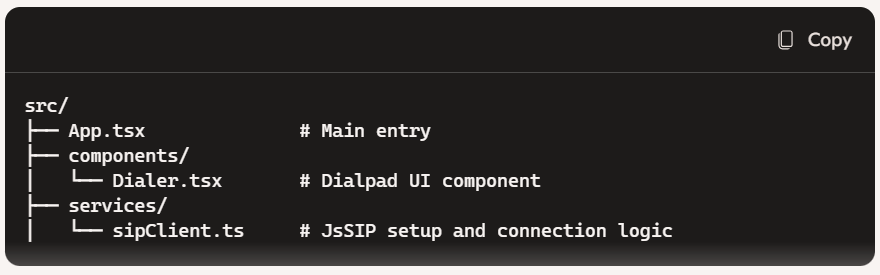 Copy
src/
├── App.tsx              # Main entry
├── components/
│   └── Dialer.tsx       # Dialpad UI component
├── services/
│   └── sipClient.ts     # JsSIP setup and connection logic